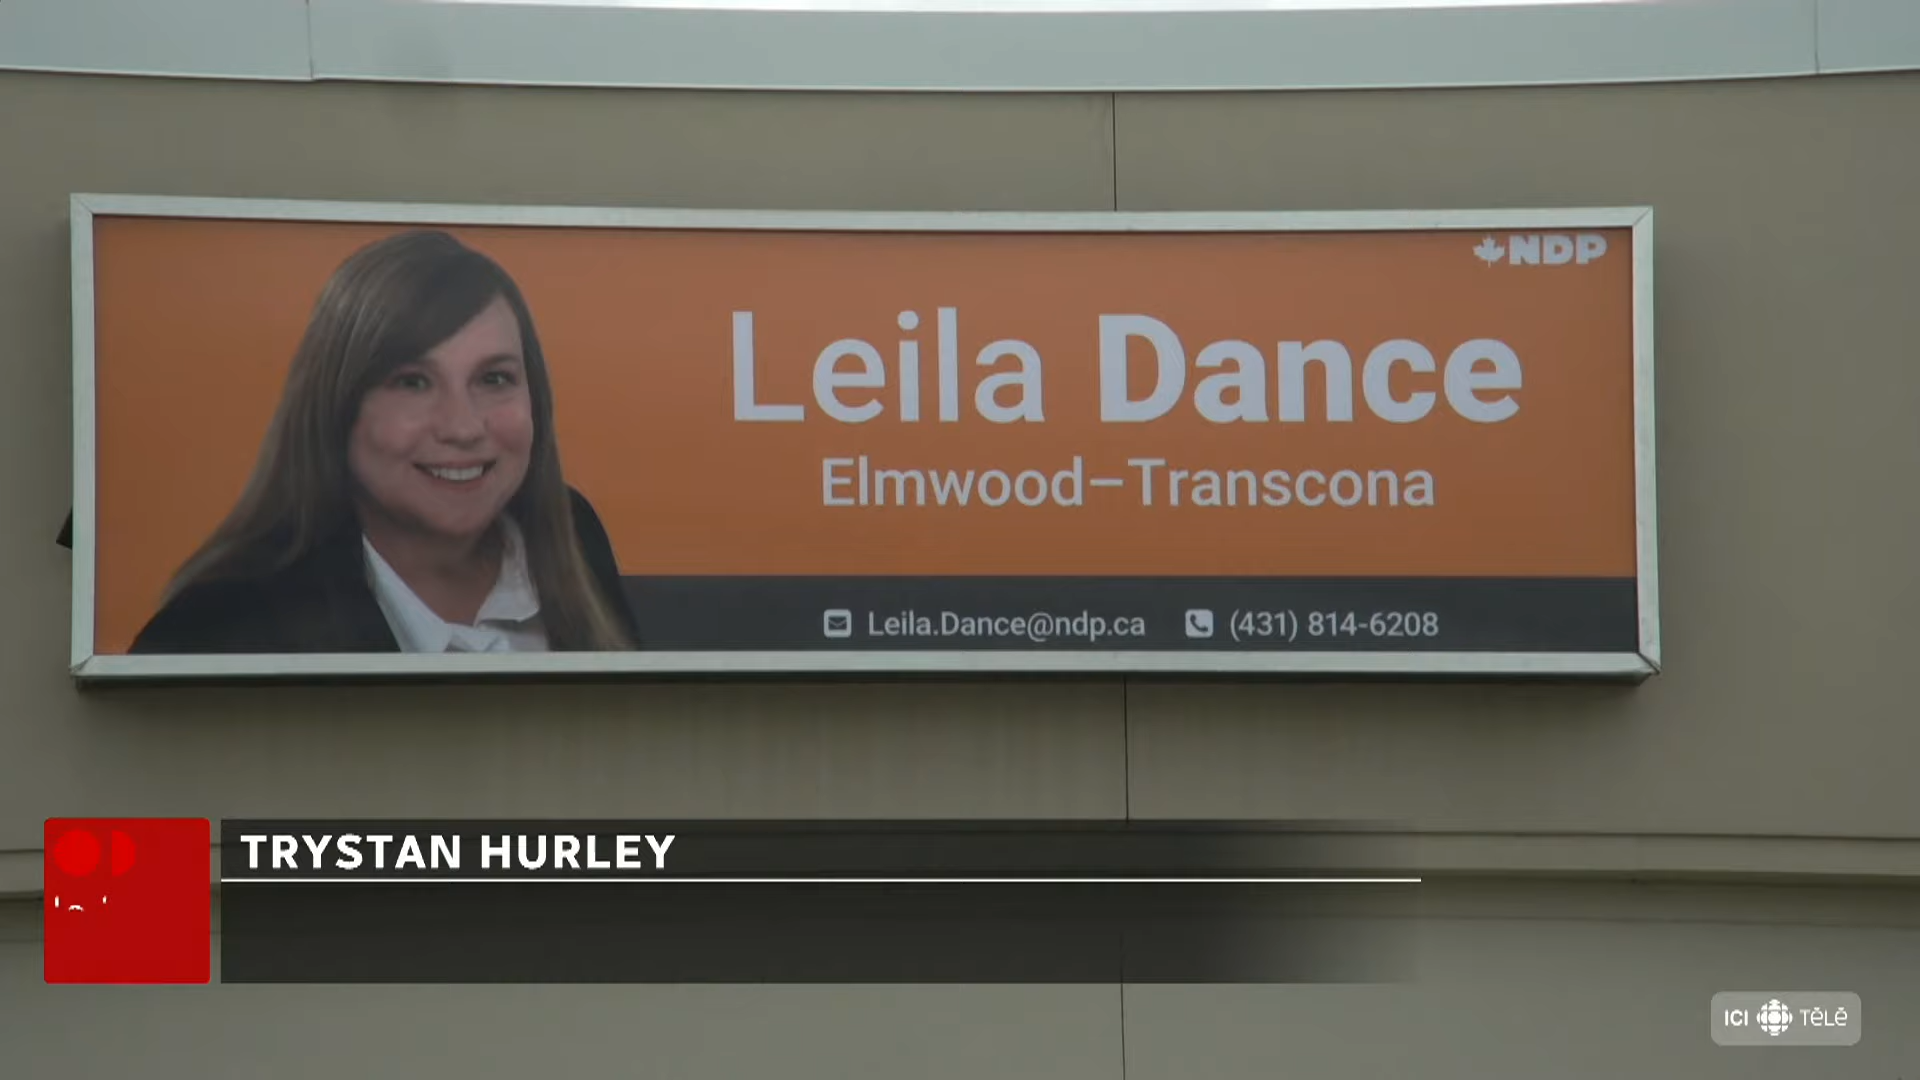 NDP
Leila Dance
Elmwood–Transcona
Leila.Dance@ndp.ca (431) 814-6208
TRYSTAN HURLEY
ICI TÉLÉ